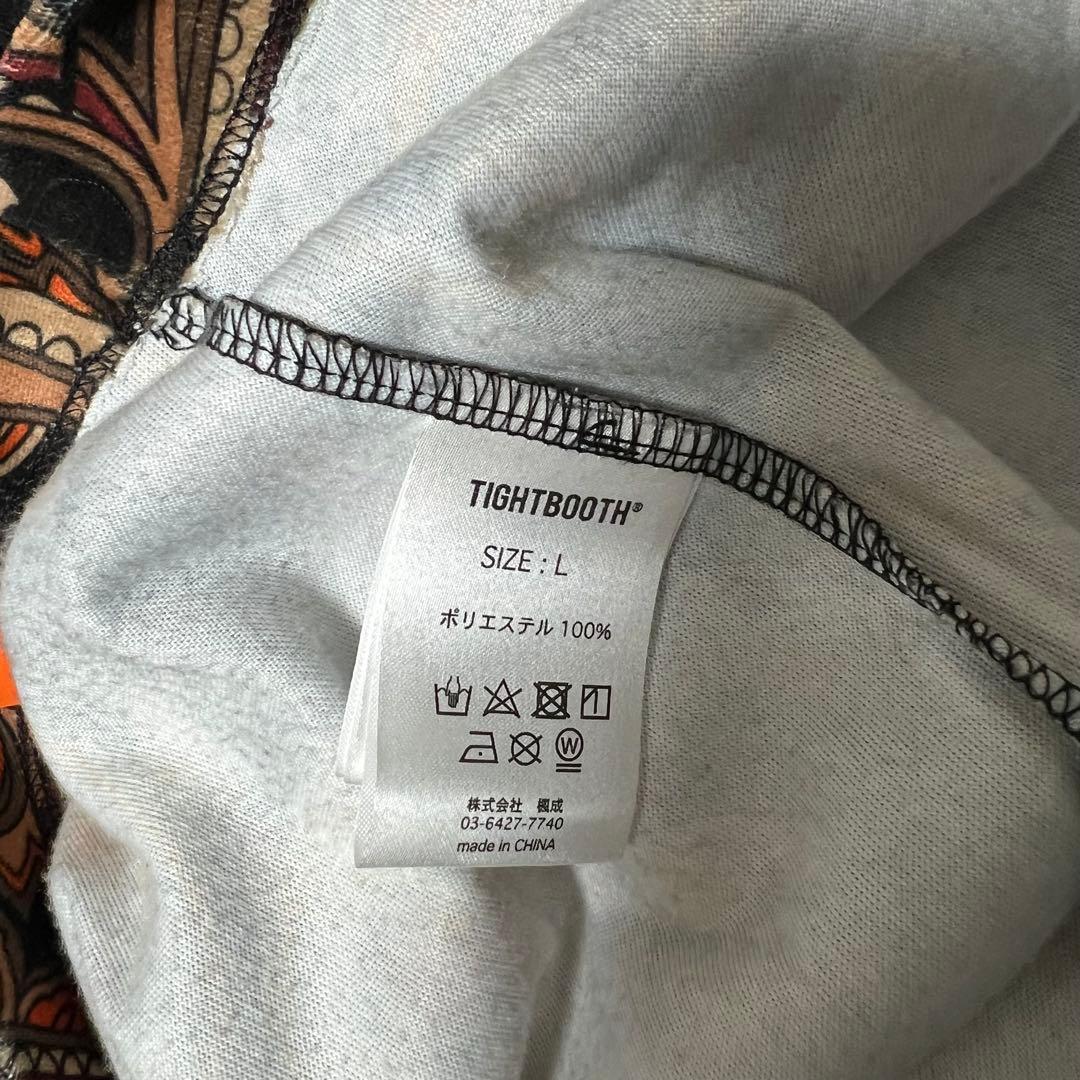 TIGHTBOOTH®
SIZE : L
ポリエステル 100%
W
株式会社 楓成
03-6427-7740
made in CHINA